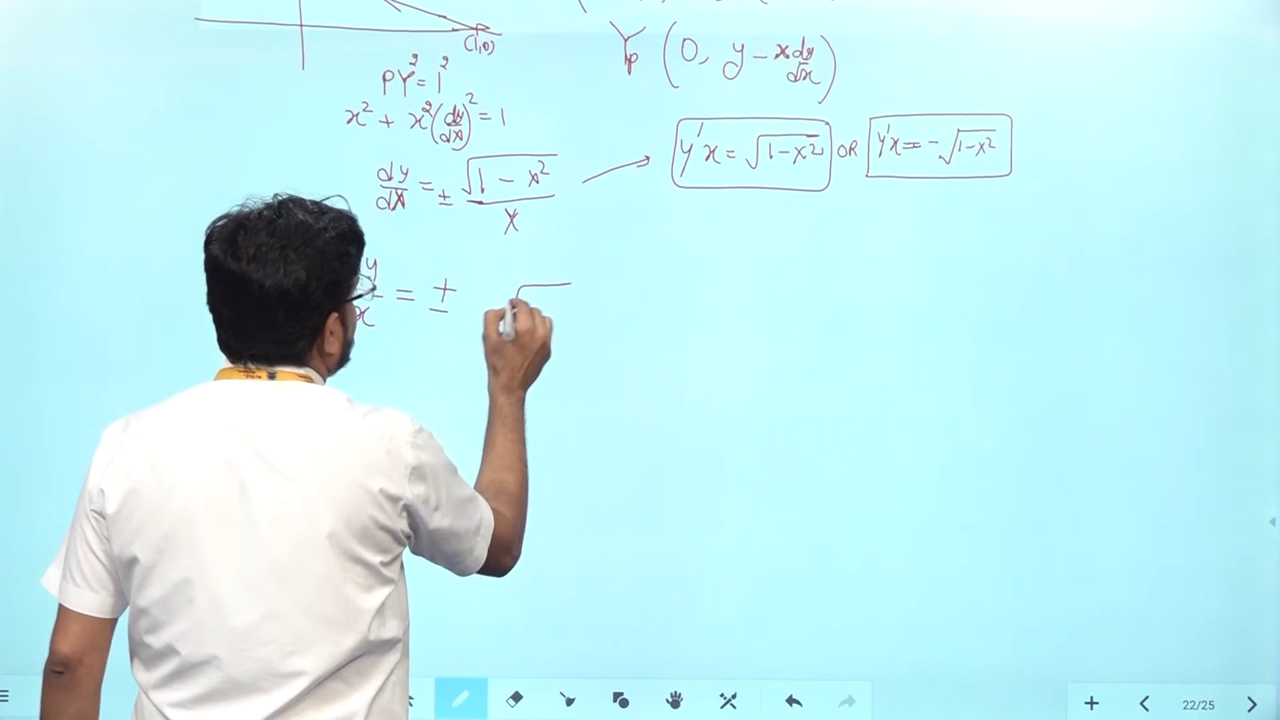 (1,0)
Yp (0, y - x dy/dx)
PY² = 1²
x² + x² (dy/dx)² = 1
y'x = √1-x² OR y'x = -√1-x²
dy/dx = ± √1-x² / x
y/x = ± √
22/25